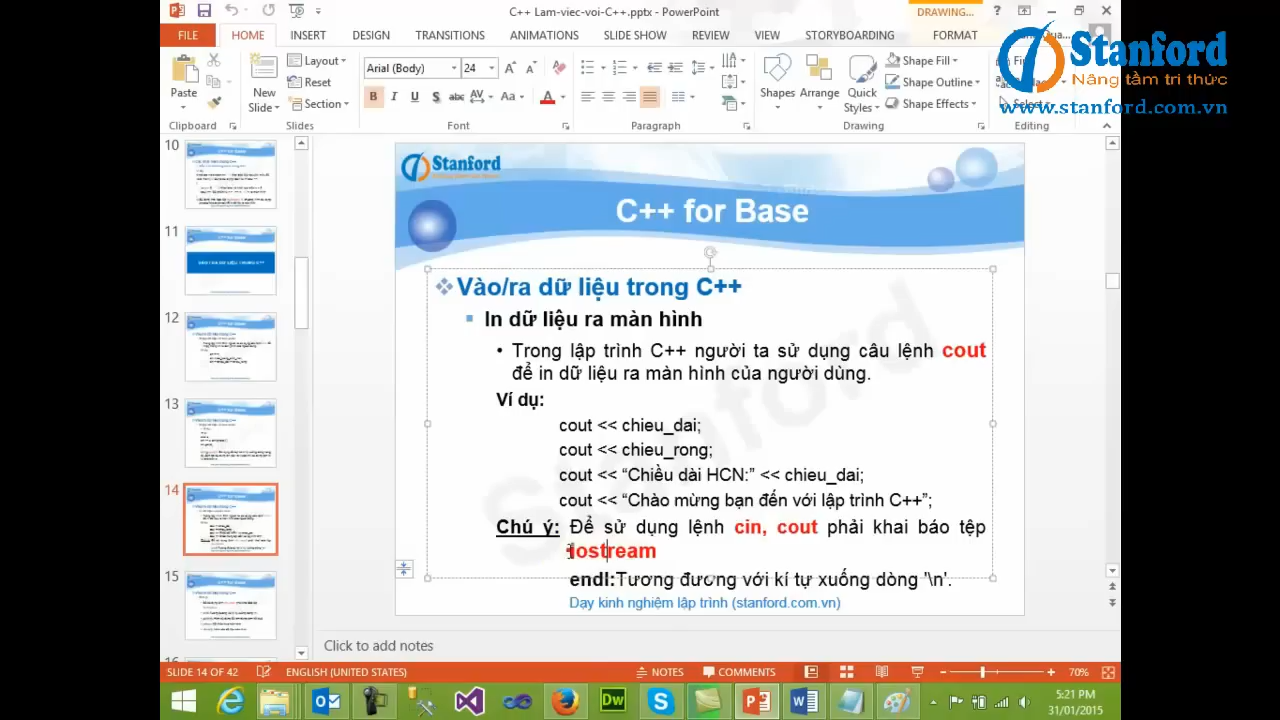 C++ Lam-viec-voi-C++.pptx - PowerPoint
DRAWING...
FILE HOME INSERT DESIGN TRANSITIONS ANIMATIONS SLIDE SHOW REVIEW VIEW STORYBOARDING FORMAT
Stanford
Nâng tầm tri thức
www.stanford.com.vn
Paste
Clipboard
New
Slide
Layout
Reset
Section
Slides
Arial (Body) 24
Font
Paragraph
Shapes
Arrange
Quick
Styles
Shape Fill
Shape Outline
Shape Effects
Drawing
Select
Editing
10
11
12
13
14
15
Stanford
C++ for Base
Vào/ra dữ liệu trong C++
In dữ liệu ra màn hình
• Trong lập trình C++ người ta sử dụng câu lệnh cout
để in dữ liệu ra màn hình của người dùng.
Ví dụ:
cout << chieu_dai;
cout << chieu_rong;
cout << “Chiều dài HCN:” << chieu_dai;
cout << “Chào mừng bạn đến với lập trình C++”;
Chú ý: Để sử dụng lệnh cin, cout phải khai báo tệp
iostream
endl:Tương đương với kí tự xuống dòng '\n'.
Dạy kinh nghiệm lập trình (stanford.com.vn)
Click to add notes
SLIDE 14 OF 42 ENGLISH (UNITED STATES) NOTES COMMENTS 70%
5:21 PM
31/01/2015